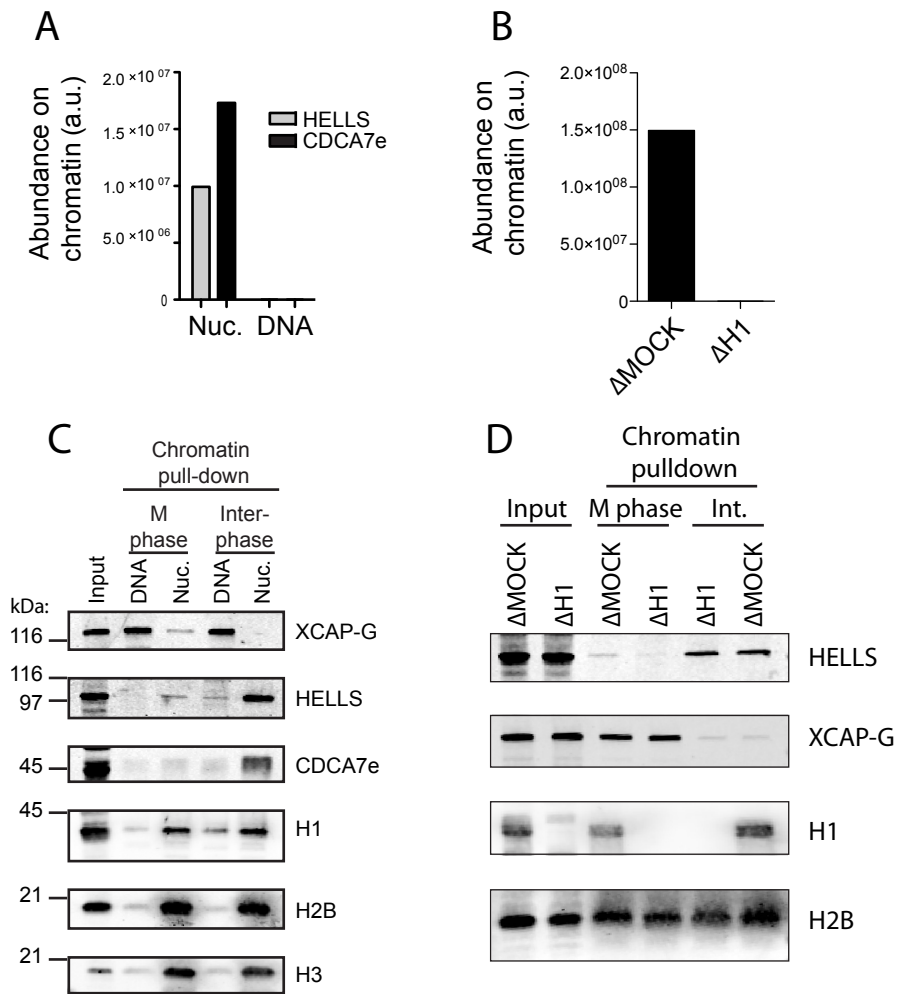 A
Abundance on
chromatin (a.u.)
2.0 ×10 07
1.5 ×10 07
1.0 ×10 07
5.0 ×10 06
0
HELLS
CDCA7e
Nuc. DNA
B
Abundance on
chromatin (a.u.)
2.0×10 08
1.5×10 08
1.0×10 08
5.0×10 07
0
ΔMOCK
ΔH1
C
Chromatin
pull-down
M
phase
Inter-
phase
Input
DNA
Nuc.
DNA
Nuc.
kDa:
116
XCAP-G
116
97
HELLS
45
CDCA7e
45
H1
21
H2B
21
H3
D
Chromatin
pulldown
Input M phase Int.
ΔMOCK
ΔH1
ΔMOCK
ΔH1
ΔH1
ΔMOCK
HELLS
XCAP-G
H1
H2B